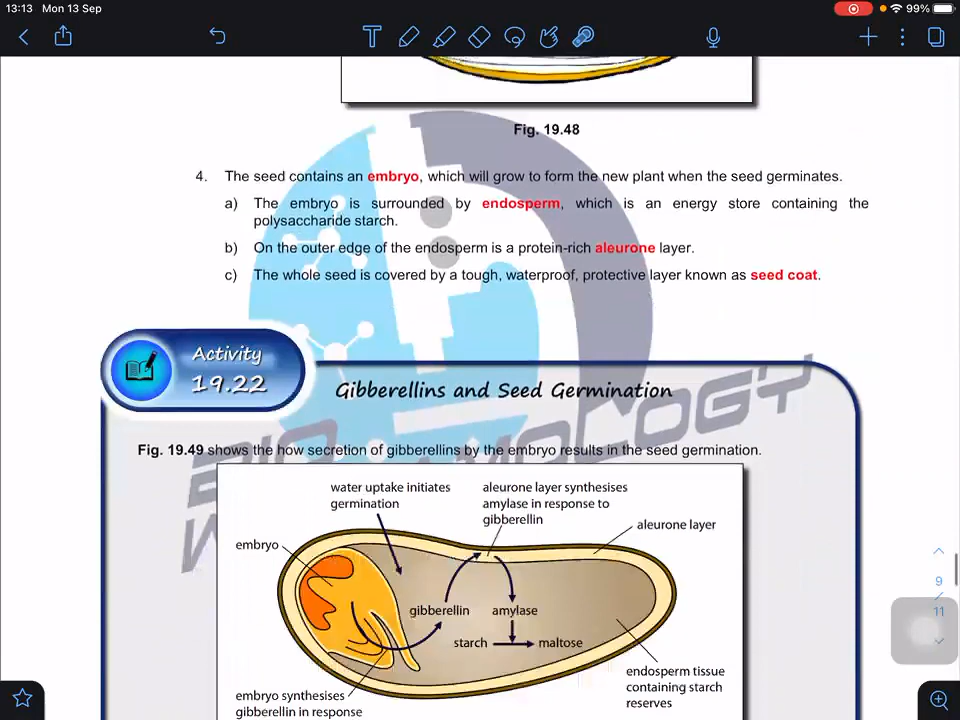 13:13 Mon 13 Sep
99%
Fig. 19.48
4. The seed contains an embryo, which will grow to form the new plant when the seed germinates.
a) The embryo is surrounded by endosperm, which is an energy store containing the
polysaccharide starch.
b) On the outer edge of the endosperm is a protein-rich aleurone layer.
c) The whole seed is covered by a tough, waterproof, protective layer known as seed coat.
Activity
19.22
Gibberellins and Seed Germination
Fig. 19.49 shows the how secretion of gibberellins by the embryo results in the seed germination.
water uptake initiates
germination
aleurone layer synthesises
amylase in response to
gibberellin
aleurone layer
embryo
gibberellin
amylase
starch
maltose
endosperm tissue
containing starch
reserves
embryo synthesises
gibberellin in response
9
/
11